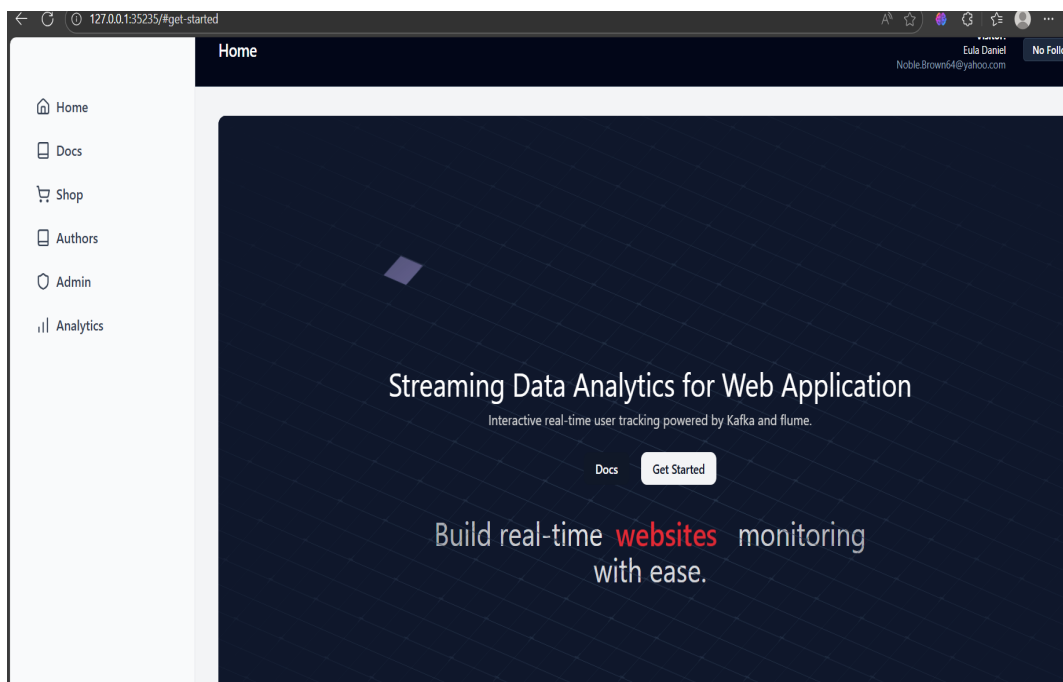 127.0.0.1:35235/#get-started
Home
Visitor:
Eula Daniel
Noble.Brown64@yahoo.com
Home
Docs
Shop
Authors
Admin
Analytics
Streaming Data Analytics for Web Application
Interactive real-time user tracking powered by Kafka and flume.
Docs Get Started
Build real-time websites monitoring
with ease.